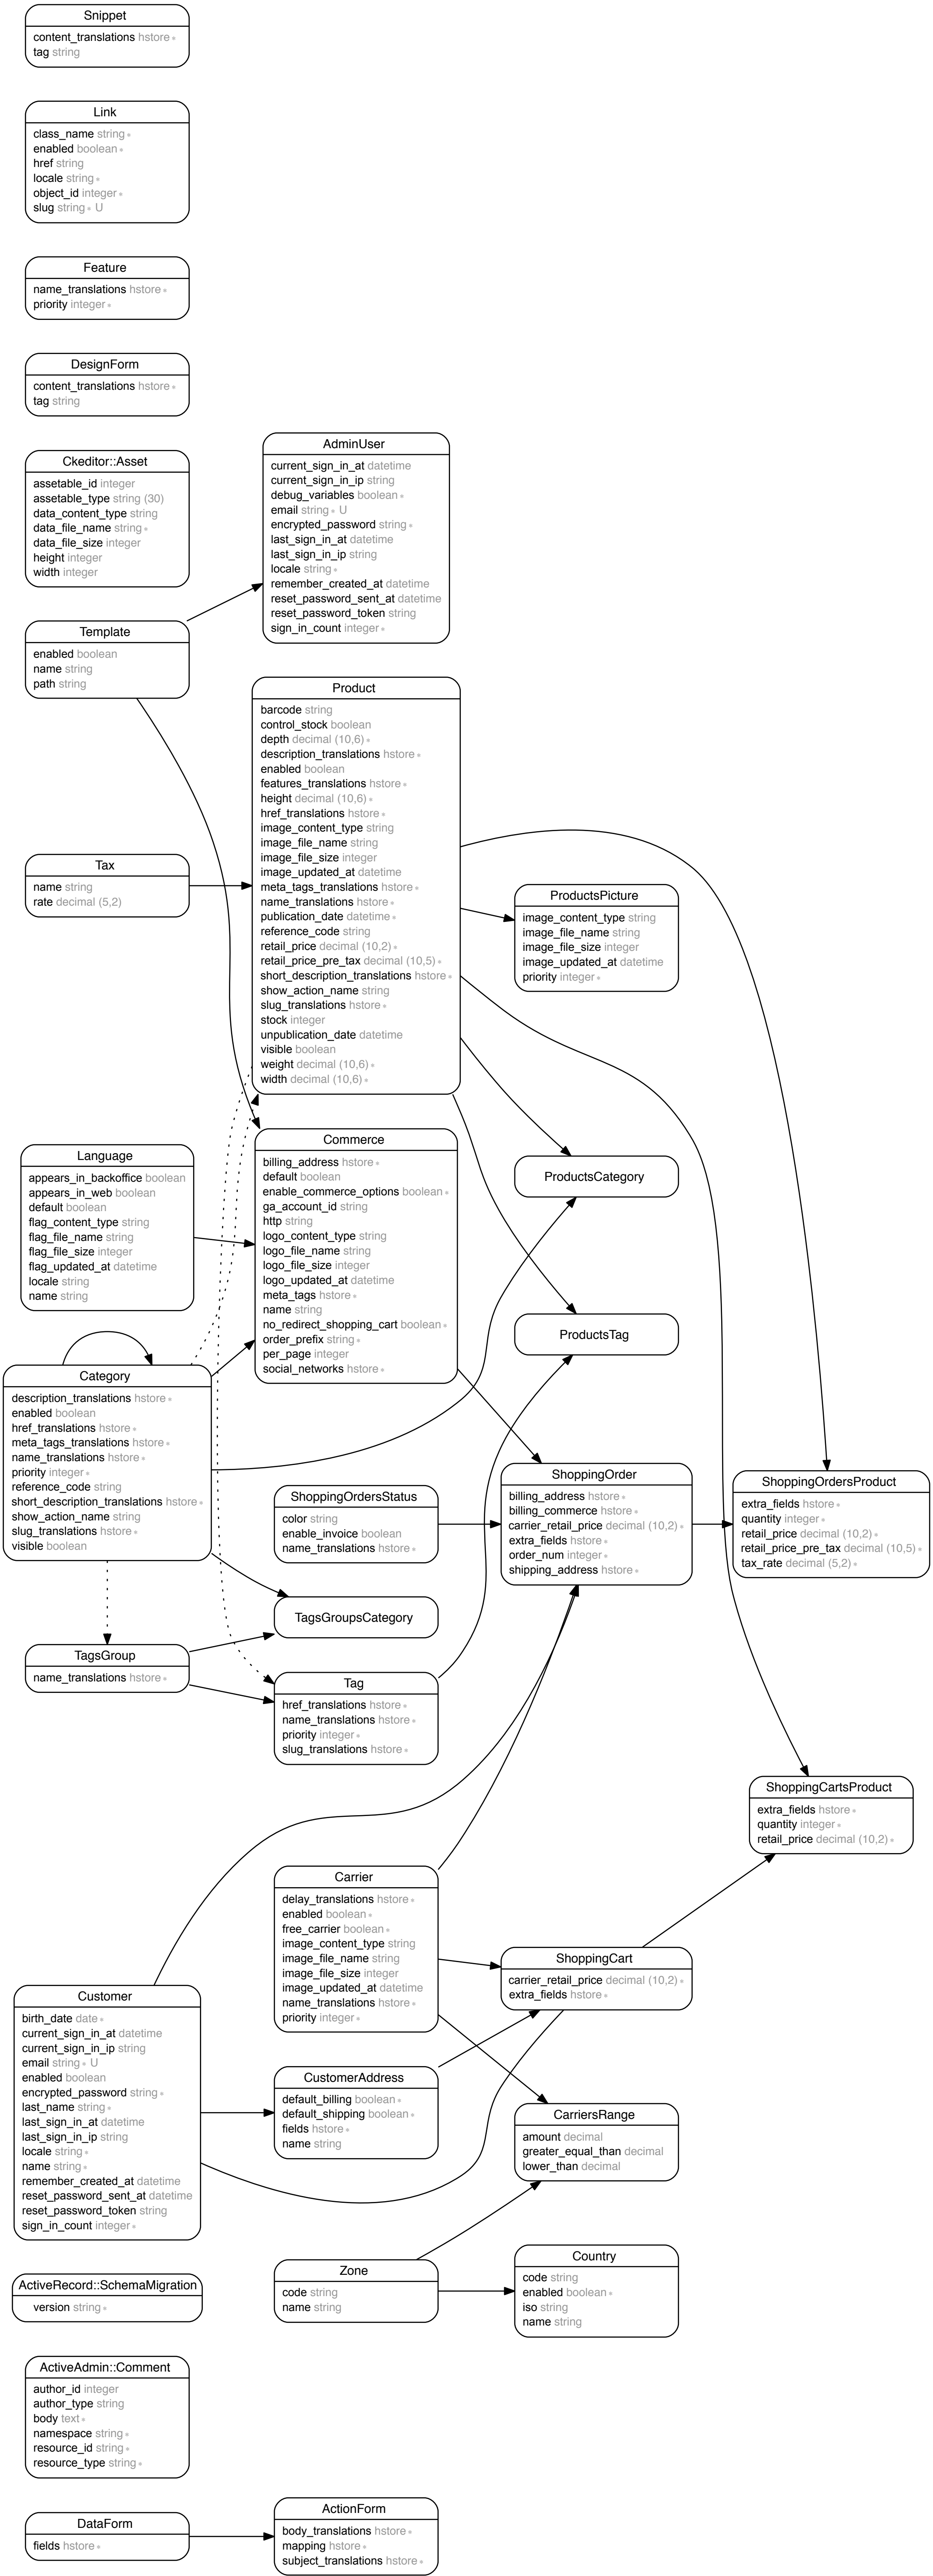 Snippet
content_translations hstore *
tag string
Link
class_name string *
enabled boolean *
href string
locale string *
object_id integer *
slug string * U
Feature
name_translations hstore *
priority integer *
DesignForm
content_translations hstore *
tag string
Ckeditor::Asset
assetable_id integer
assetable_type string (30)
data_content_type string
data_file_name string *
data_file_size integer
height integer
width integer
AdminUser
current_sign_in_at datetime
current_sign_in_ip string
debug_variables boolean *
email string * U
encrypted_password string *
last_sign_in_at datetime
last_sign_in_ip string
locale string *
remember_created_at datetime
reset_password_sent_at datetime
reset_password_token string
sign_in_count integer *
Template
enabled boolean
name string
path string
Product
barcode string
control_stock boolean
depth decimal (10,6) *
description_translations hstore *
enabled boolean
features_translations hstore *
height decimal (10,6) *
href_translations hstore *
image_content_type string
image_file_name string
image_file_size integer
image_updated_at datetime
meta_tags_translations hstore *
name_translations hstore *
publication_date datetime *
reference_code string
retail_price decimal (10,2) *
retail_price_pre_tax decimal (10,5) *
short_description_translations hstore *
show_action_name string
slug_translations hstore *
stock integer
unpublication_date datetime
visible boolean
weight decimal (10,6) *
width decimal (10,6) *
Tax
name string
rate decimal (5,2)
ProductsPicture
image_content_type string
image_file_name string
image_file_size integer
image_updated_at datetime
priority integer *
Commerce
billing_address hstore *
default boolean
enable_commerce_options boolean *
ga_account_id string
http string
logo_content_type string
logo_file_name string
logo_file_size integer
logo_updated_at datetime
meta_tags hstore *
name string
no_redirect_shopping_cart boolean *
order_prefix string *
per_page integer
social_networks hstore *
Language
appears_in_backoffice boolean
appears_in_web boolean
default boolean
flag_content_type string
flag_file_name string
flag_file_size integer
flag_updated_at datetime
locale string
name string
ProductsCategory
ProductsTag
Category
description_translations hstore *
enabled boolean
href_translations hstore *
meta_tags_translations hstore *
name_translations hstore *
priority integer *
reference_code string
short_description_translations hstore *
show_action_name string
slug_translations hstore *
visible boolean
ShoppingOrdersStatus
color string
enable_invoice boolean
name_translations hstore *
ShoppingOrder
billing_address hstore *
billing_commerce hstore *
carrier_retail_price decimal (10,2) *
extra_fields hstore *
order_num integer *
shipping_address hstore *
ShoppingOrdersProduct
extra_fields hstore *
quantity integer *
retail_price decimal (10,2) *
retail_price_pre_tax decimal (10,5) *
tax_rate decimal (5,2) *
TagsGroupsCategory
TagsGroup
name_translations hstore *
Tag
href_translations hstore *
name_translations hstore *
priority integer *
slug_translations hstore *
ShoppingCartsProduct
extra_fields hstore *
quantity integer *
retail_price decimal (10,2) *
Carrier
delay_translations hstore *
enabled boolean *
free_carrier boolean *
image_content_type string
image_file_name string
image_file_size integer
image_updated_at datetime
name_translations hstore *
priority integer *
ShoppingCart
carrier_retail_price decimal (10,2) *
extra_fields hstore *
Customer
birth_date date *
current_sign_in_at datetime
current_sign_in_ip string
email string * U
enabled boolean
encrypted_password string *
last_name string *
last_sign_in_at datetime
last_sign_in_ip string
locale string *
name string *
remember_created_at datetime
reset_password_sent_at datetime
reset_password_token string
sign_in_count integer *
CustomerAddress
default_billing boolean *
default_shipping boolean *
fields hstore *
name string
CarriersRange
amount decimal
greater_equal_than decimal
lower_than decimal
Zone
code string
name string
Country
code string
enabled boolean *
iso string
name string
ActiveRecord::SchemaMigration
version string *
ActiveAdmin::Comment
author_id integer
author_type string
body text *
namespace string *
resource_id string *
resource_type string *
DataForm
fields hstore *
ActionForm
body_translations hstore *
mapping hstore *
subject_translations hstore *